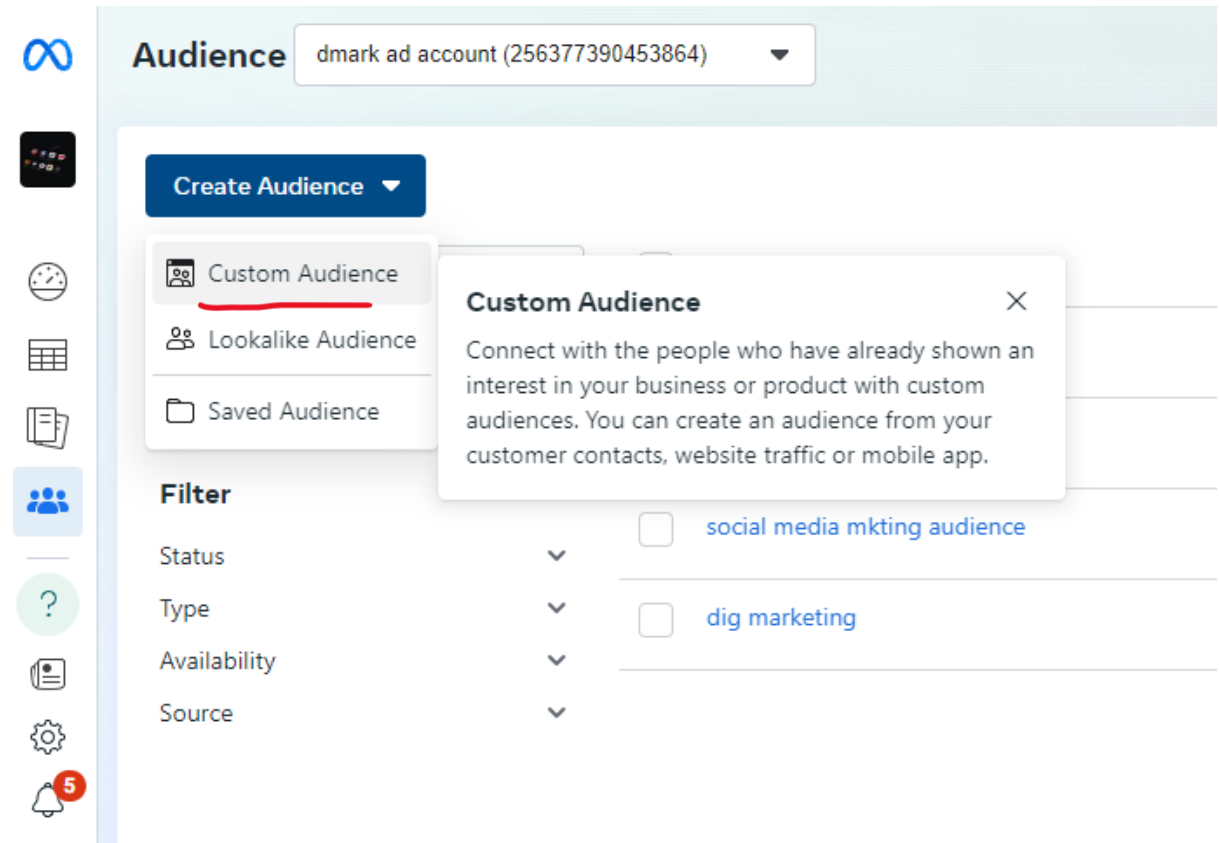 Audience
dmark ad account (256377390453864)
Create Audience
Custom Audience
Lookalike Audience
Saved Audience
Custom Audience
Connect with the people who have already shown an
interest in your business or product with custom
audiences. You can create an audience from your
customer contacts, website traffic or mobile app.
Filter
Status
Type
Availability
Source
social media mkting audience
dig marketing
?
5